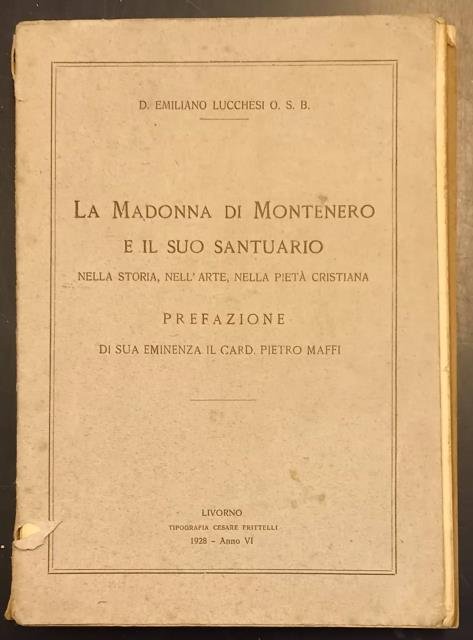 D. EMILIANO LUCCHESI O. S. B.
LA MADONNA DI MONTENERO
E IL SUO SANTUARIO
NELLA STORIA, NELL'ARTE, NELLA PIETÀ CRISTIANA
PREFAZIONE
DI SUA EMINENZA IL CARD. PIETRO MAFFI
LIVORNO
TIPOGRAFIA CESARE FRITTELLI
1928 - Anno VI